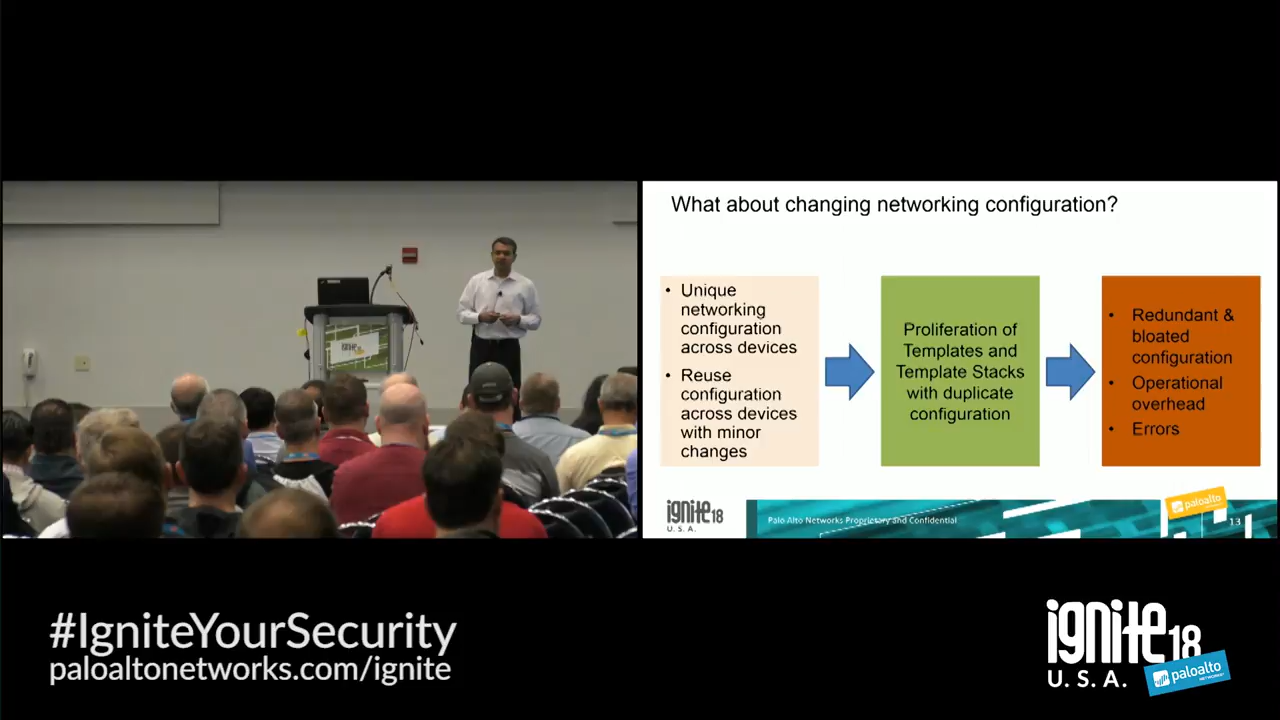 What about changing networking configuration?
• Unique
networking
configuration
across devices
• Reuse
configuration
across devices
with minor
changes
Proliferation of
Templates and
Template Stacks
with duplicate
configuration
• Redundant &
bloated
configuration
• Operational
overhead
• Errors
ignite18
U.S.A.
Palo Alto Networks Proprietary and Confidential
paloalto
13
#IgniteYourSecurity
paloaltonetworks.com/ignite
ignite18
U.S.A.
paloalto
NETWORKS